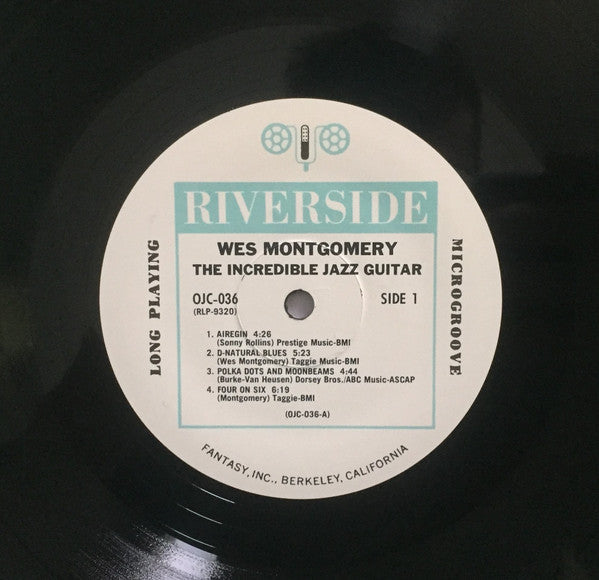 RIVERSIDE
WES MONTGOMERY
THE INCREDIBLE JAZZ GUITAR
OJC-036 SIDE 1
(RLP-9320)
LONG PLAYING
MICROGROOVE
1. AIREGIN 4:26
(Sonny Rollins) Prestige Music-BMI
2. D-NATURAL BLUES 5:23
(Wes Montgomery) Taggie Music-BMI
3. POLKA DOTS AND MOONBEAMS 4:44
(Burke-Van Heusen) Dorsey Bros./ABC Music-ASCAP
4. FOUR ON SIX 6:19
(Montgomery) Taggie-BMI
(OJC-036-A)
FANTASY, INC., BERKELEY, CALIFORNIA